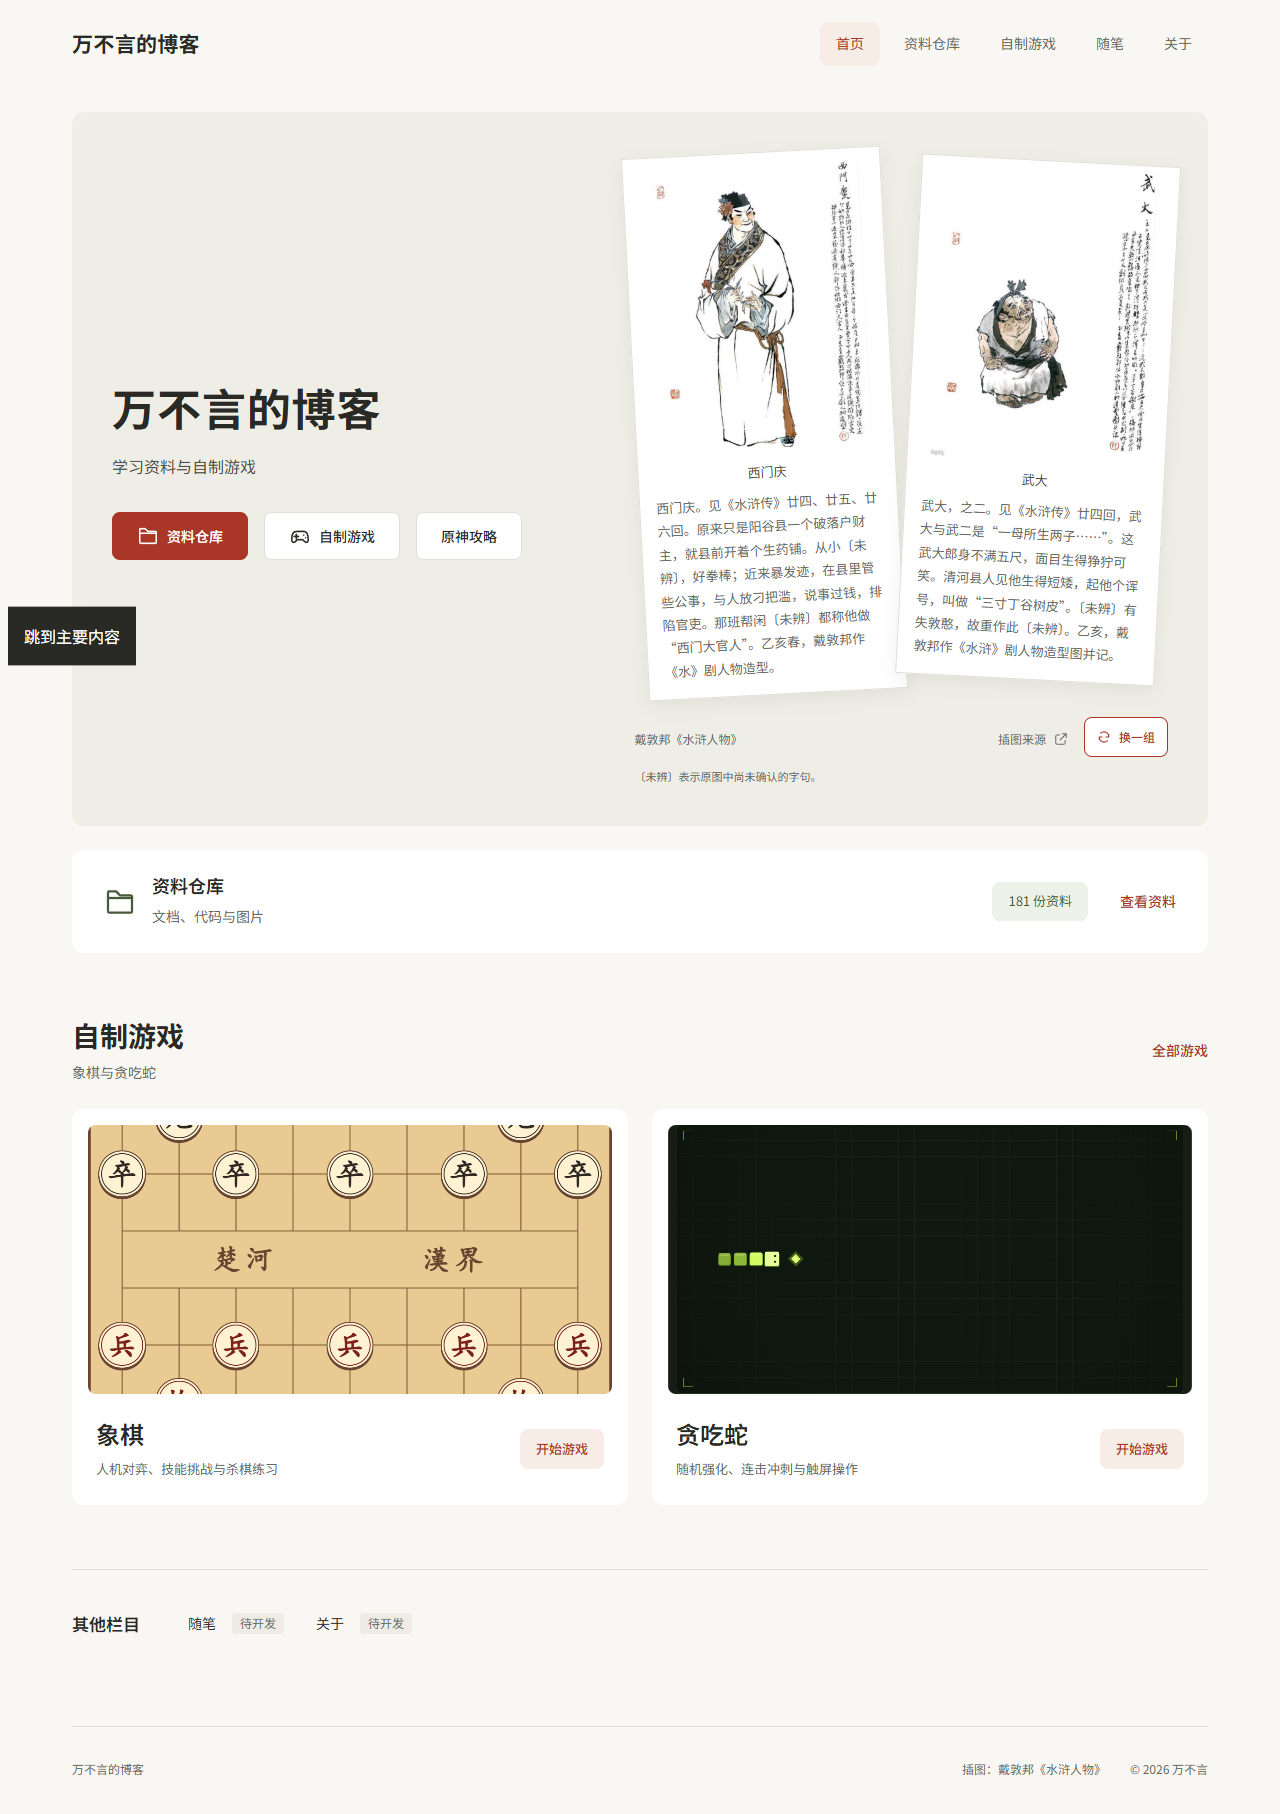 万不言的博客
首页
资料仓库
自制游戏
随笔
关于
万不言的博客
学习资料与自制游戏
资料仓库
自制游戏
原神攻略
跳到主要内容
西門慶
武大
西门庆
西门庆。见《水浒传》廿四、廿五、廿
六回。原来只是阳谷县一个破落户财
主，就县前开着个生药铺。从小〔未
辨〕，好拳棒；近来暴发迹，在县里管
些公事，与人放刁把滥，说事过钱，排
陷官吏。那班帮闲〔未辨〕都称他做
“西门大官人”。乙亥春，戴敦邦作
《水》剧人物造型。
武大
武大，之二。见《水浒传》廿四回，武
大与武二是“一母所生两子……”。这
武大郎身不满五尺，面目生得狰狞可
笑。清河县人见他生得短矮，起他个诨
号，叫做“三寸丁谷树皮”。〔未辨〕有
失敦憨，故重作此〔未辨〕。乙亥，戴
敦邦作《水浒》剧人物造型图并记。
戴敦邦《水浒人物》
插图来源
换一组
〔未辨〕表示原图中尚未确认的字句。
资料仓库
文档、代码与图片
181 份资料
查看资料
自制游戏
象棋与贪吃蛇
全部游戏
卒 卒 卒 卒 卒
楚河 漢界
兵 兵 兵 兵 兵
象棋
人机对弈、技能挑战与杀棋练习
开始游戏
贪吃蛇
随机强化、连击冲刺与触屏操作
开始游戏
其他栏目
随笔
待开发
关于
待开发
万不言的博客
插图：戴敦邦《水浒人物》
© 2026 万不言